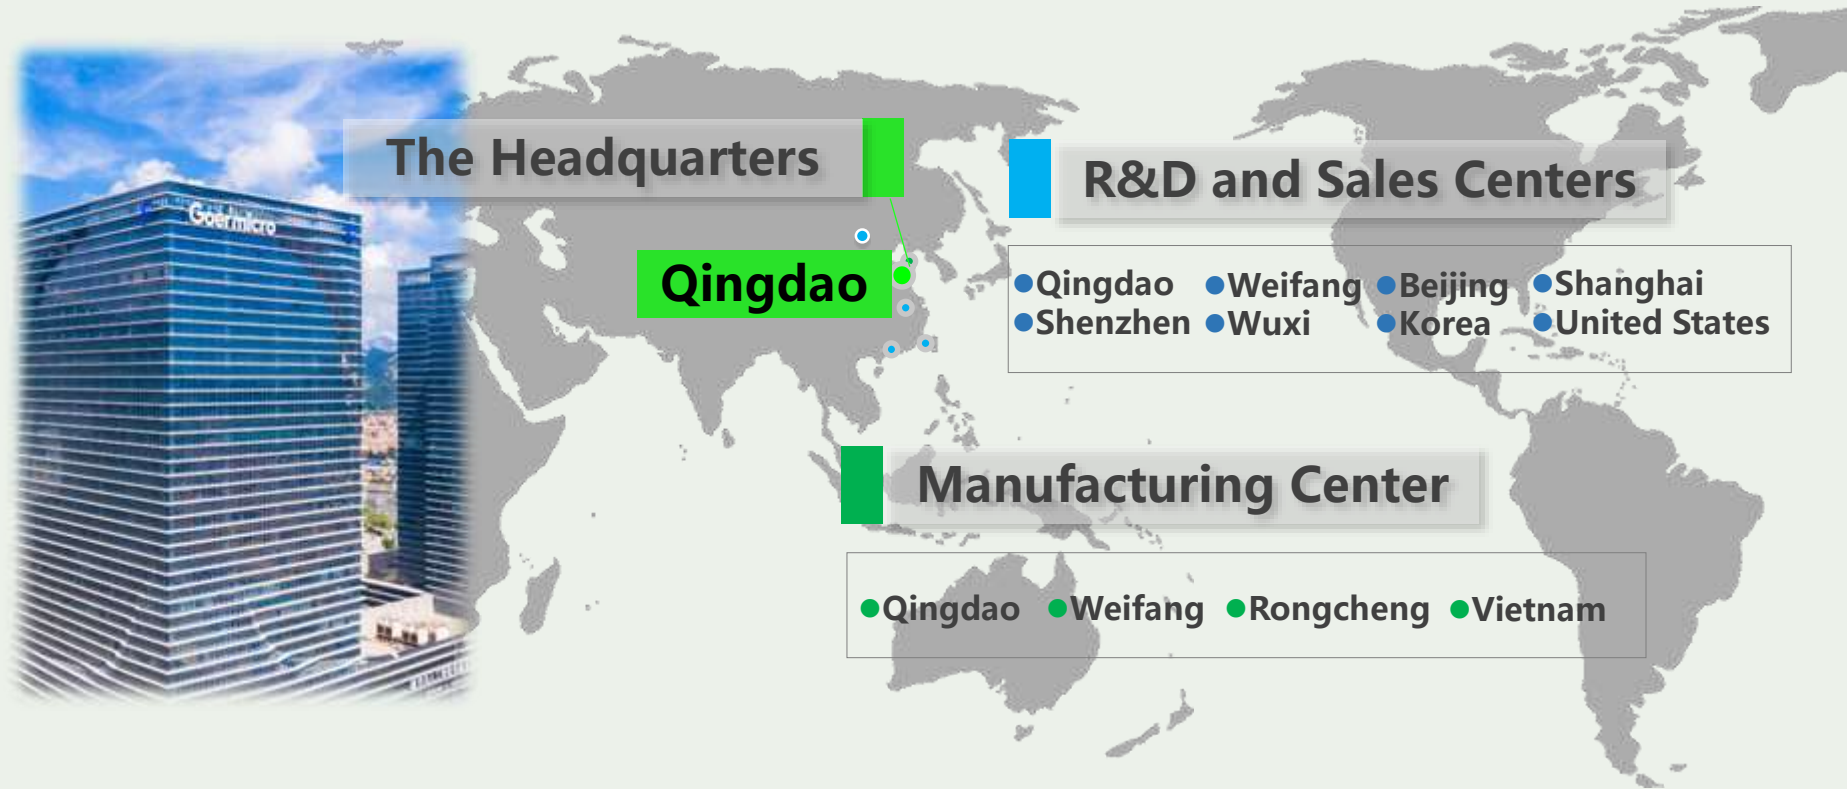 Goermicro
The Headquarters
Qingdao
R&D and Sales Centers
●Qingdao ●Weifang ●Beijing ●Shanghai
●Shenzhen ●Wuxi ●Korea ●United States
Manufacturing Center
●Qingdao ●Weifang ●Rongcheng ●Vietnam